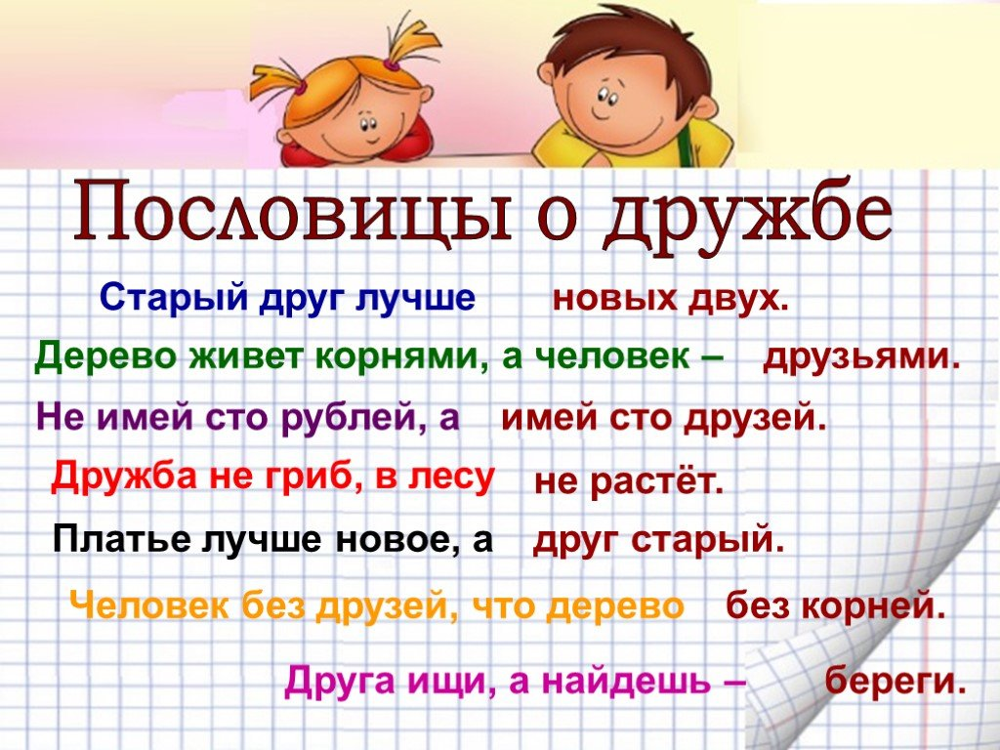 Пословицы о дружбе
Старый друг лучше новых двух.
Дерево живет корнями, а человек – друзьями.
Не имей сто рублей, а имей сто друзей.
Дружба не гриб, в лесу не растёт.
Платье лучше новое, а друг старый.
Человек без друзей, что дерево без корней.
Друга ищи, а найдешь – береги.